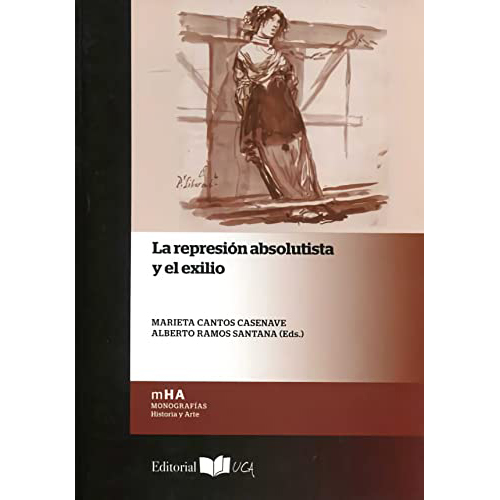 La represión absolutista
y el exilio
MARIETA CANTOS CASENAVE
ALBERTO RAMOS SANTANA (Eds.)
mHA
MONOGRAFÍAS
Historia y Arte
Editorial UCA